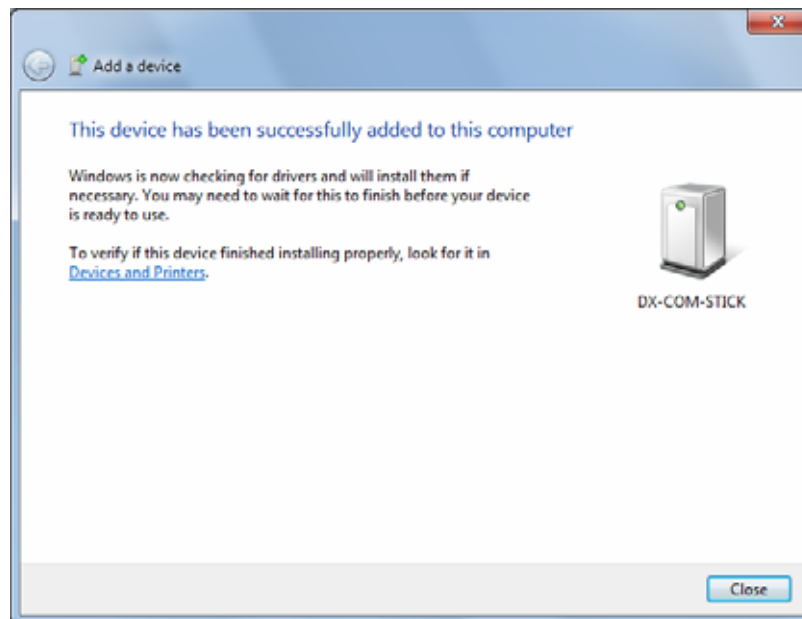 Add a device
This device has been successfully added to this computer
Windows is now checking for drivers and will install them if
necessary. You may need to wait for this to finish before your device
is ready to use.
To verify if this device finished installing properly, look for it in
Devices and Printers.
DX-COM-STICK
Close